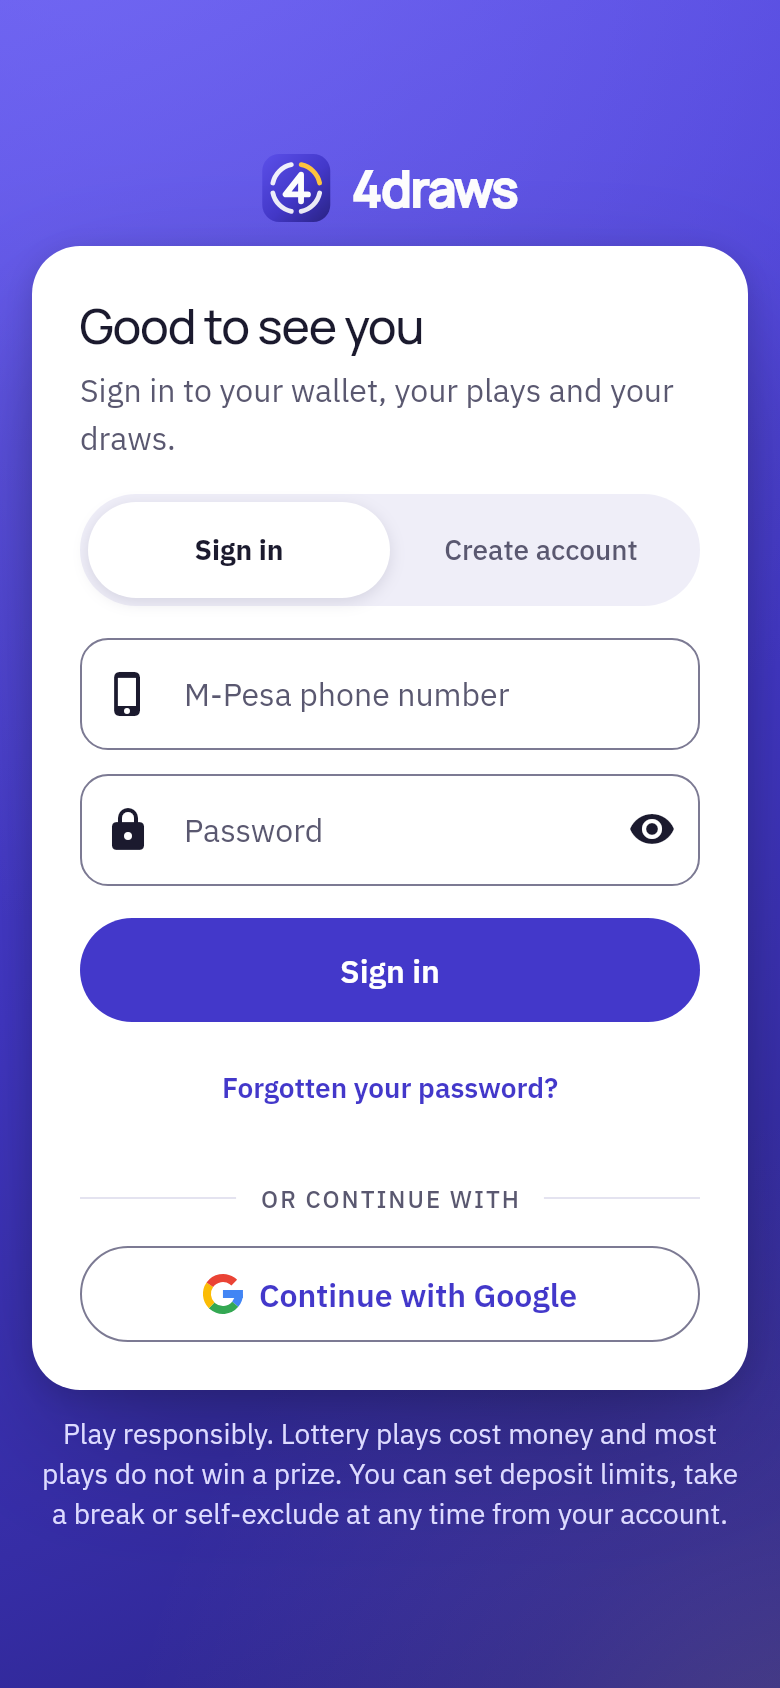 4
4draws
Good to see you
Sign in to your wallet, your plays and your
draws.
Sign in
Create account
M-Pesa phone number
Password
Sign in
Forgotten your password?
OR CONTINUE WITH
Continue with Google
Play responsibly. Lottery plays cost money and most
plays do not win a prize. You can set deposit limits, take
a break or self-exclude at any time from your account.